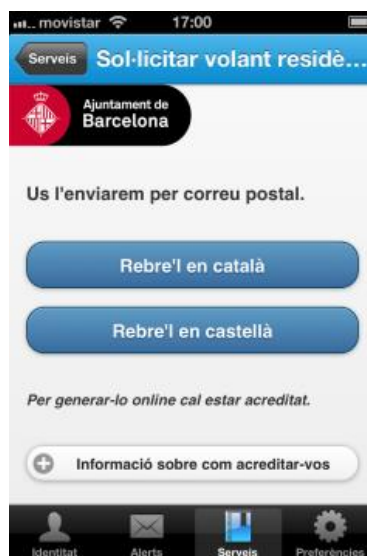 movistar 17:00
Serveis Sol·licitar volant residè...
Ajuntament de
Barcelona
Us l'enviarem per correu postal.
Rebre'l en català
Rebre'l en castellà
Per generar-lo online cal estar acreditat.
Informació sobre com acreditar-vos
Identitat Alerts Serveis Preferències